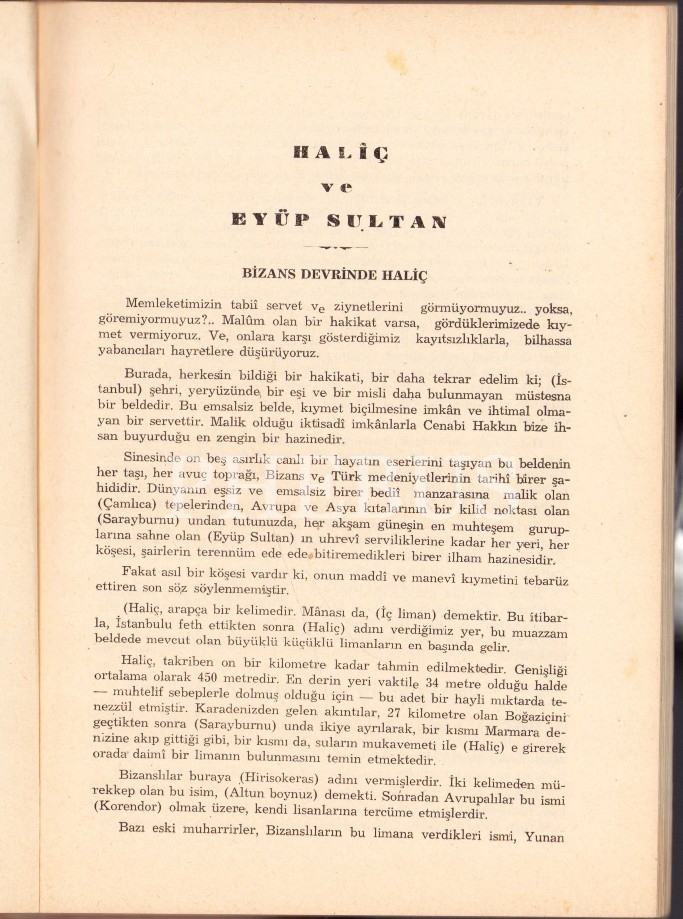 HALİÇ
ve
EYÜP SULTAN
BİZANS DEVRİNDE HALİÇ
Memleketimizin tabiî servet ve ziynetlerini görmüyormuyuz.. yoksa,
göremiyormuyuz?.. Malûm olan bir hakikat varsa, gördüklerimizede kıy-
met vermiyoruz. Ve, onlara karşı gösterdiğimiz kayıtsızlıklarla, bilhassa
yabancıları hayretlere düşürüyoruz.
Burada, herkesin bildiği bir hakikati, bir daha tekrar edelim ki; (İs-
tanbul) şehri, yeryüzünde, bir eşi ve bir misli daha bulunmayan müstesna
bir beldedir. Bu emsalsiz belde, kıymet biçilmesine imkân ve ihtimal olma-
yan bir servettir. Malik olduğu iktisadî imkânlarla Cenabi Hakkın bize ih-
san buyurduğu en zengin bir hazinedir.
Sinesinde on beş asırlık canlı bir hayatın eserlerini taşıyan bu beldenin
her taşı, her avuç toprağı, Bizans ve Türk medeniyetlerinin tarihî birer şa-
hididir. Dünyanın eşsiz ve emsalsiz birer bediî manzarasına malik olan
(Çamlıca) tepelerinden, Avrupa ve Asya kıtalarının bir kilid noktası olan
(Sarayburnu) undan tutunuzda, her akşam güneşin en muhteşem gurup-
larına sahne olan (Eyüp Sultan) ın uhrevî serviliklerine kadar her yeri, her
köşesi, şairlerin terennüm ede ede bitiremedikleri birer ilham hazinesidir.
Fakat asıl bir köşesi vardır ki, onun maddî ve manevî kıymetini tebarüz
ettiren son söz söylenmemiştir.
(Haliç, arapça bir kelimedir. Mânası da, (İç liman) demektir. Bu îtibar-
la, İstanbulu feth ettikten sonra (Haliç) adını verdiğimiz yer, bu muazzam
beldede mevcut olan büyüklü küçüklü limanların en başında gelir.
Haliç, takriben on bir kilometre kadar tahmin edilmektedir. Genişliği
ortalama olarak 450 metredir. En derin yeri vaktile 34 metre olduğu halde
— muhtelif sebeplerle dolmuş olduğu için — bu adet bir hayli miktarda te-
nezzül etmiştir. Karadenizden gelen akıntılar, 27 kilometre olan Boğaziçini
geçtikten sonra (Sarayburnu) unda ikiye ayrılarak, bir kısmı Marmara de-
nizine akıp gittiği gibi, bir kısmı da, suların mukavemeti ile (Haliç) e girerek
orada daimî bir limanın bulunmasını temin etmektedir.
Bizanslılar buraya (Hirisokeras) adını vermişlerdir. İki kelimeden mü-
rekkep olan bu isim, (Altun boynuz) demekti. Sonradan Avrupalılar bu ismi
(Korendor) olmak üzere, kendi lisanlarına tercüme etmişlerdir.
Bazı eski muharrirler, Bizanslıların bu limana verdikleri ismi, Yunan